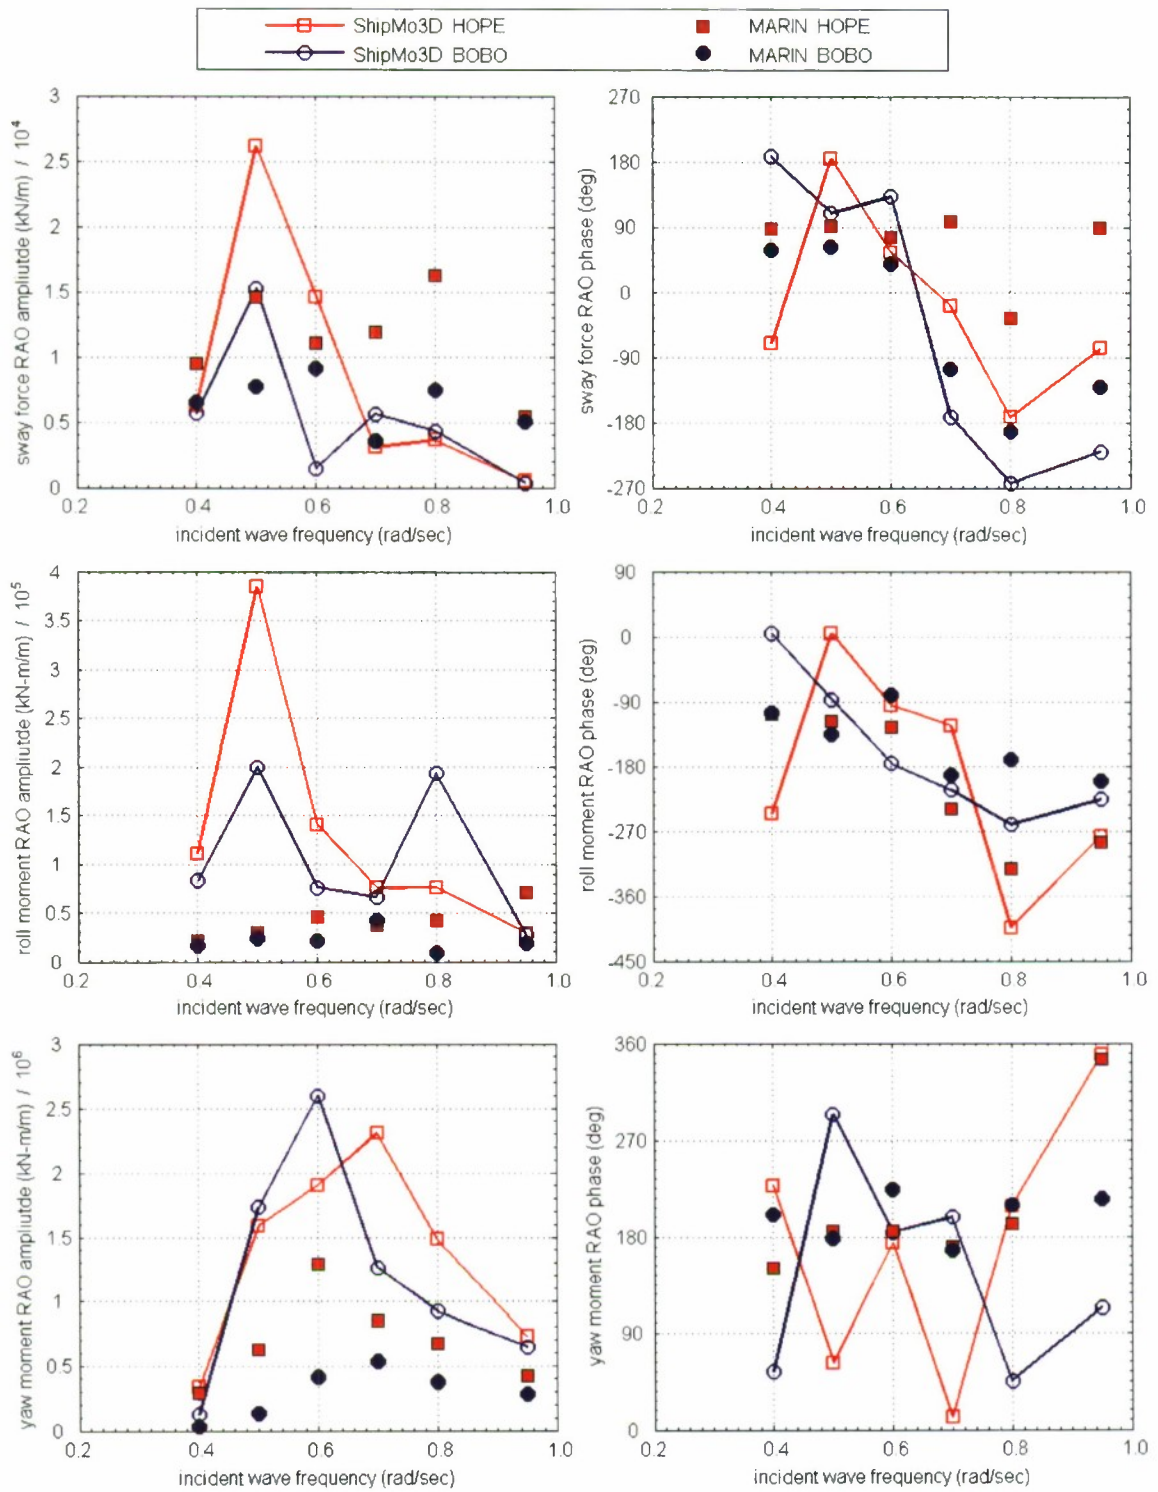 ShipMo3D HOPE MARIN HOPE
ShipMo3D BOBO MARIN BOBO
sway force RAO ampliutde (kN/m) / 10⁴
3
2.5
2
1.5
1
0.5
0
0.2 0.4 0.6 0.8 1.0
incident wave frequency (rad/sec)
sway force RAO phase (deg)
270
180
90
0
-90
-180
-270
0.2 0.4 0.6 0.8 1.0
incident wave frequency (rad/sec)
roll moment RAO ampliutde (kN-m/m) / 10⁵
4
3.5
3
2.5
2
1.5
1
0.5
0
0.2 0.4 0.6 0.8 1.0
incident wave frequency (rad/sec)
roll moment RAO phase (deg)
90
0
-90
-180
-270
-360
-450
0.2 0.4 0.6 0.8 1.0
incident wave frequency (rad/sec)
yaw moment RAO ampliutde (kN-m/m) / 10⁶
3
2.5
2
1.5
1
0.5
0
0.2 0.4 0.6 0.8 1.0
incident wave frequency (rad/sec)
yaw moment RAO phase (deg)
360
270
180
90
0
0.2 0.4 0.6 0.8 1.0
incident wave frequency (rad/sec)